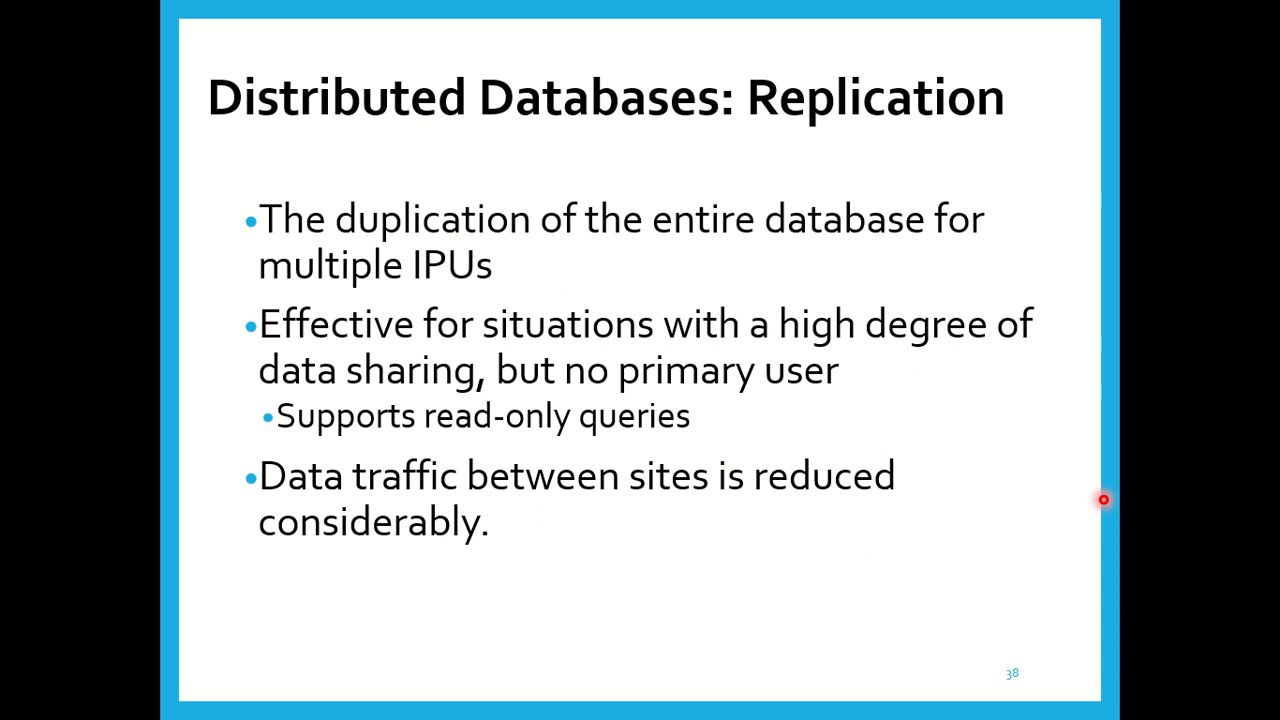 Distributed Databases: Replication
•The duplication of the entire database for
multiple IPUs
•Effective for situations with a high degree of
data sharing, but no primary user
•Supports read-only queries
•Data traffic between sites is reduced
considerably.
38